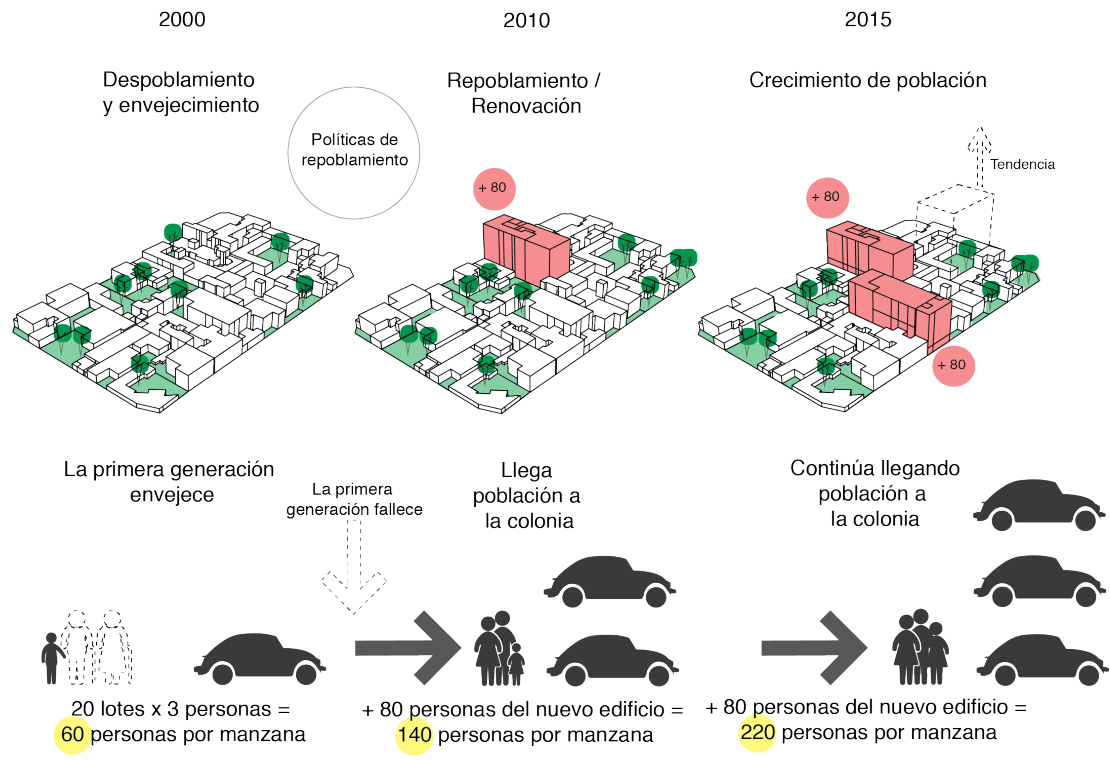 2000
2010
2015
Despoblamiento
y envejecimiento
Políticas de
repoblamiento
Repoblamiento /
Renovación
Crecimiento de población
Tendencia
+ 80
+ 80
+ 80
La primera generación
envejece
La primera
generación fallece
Llega
población a
la colonia
Continúa llegando
población a
la colonia
20 lotes x 3 personas =
60 personas por manzana
+ 80 personas del nuevo edificio =
140 personas por manzana
+ 80 personas del nuevo edificio =
220 personas por manzana